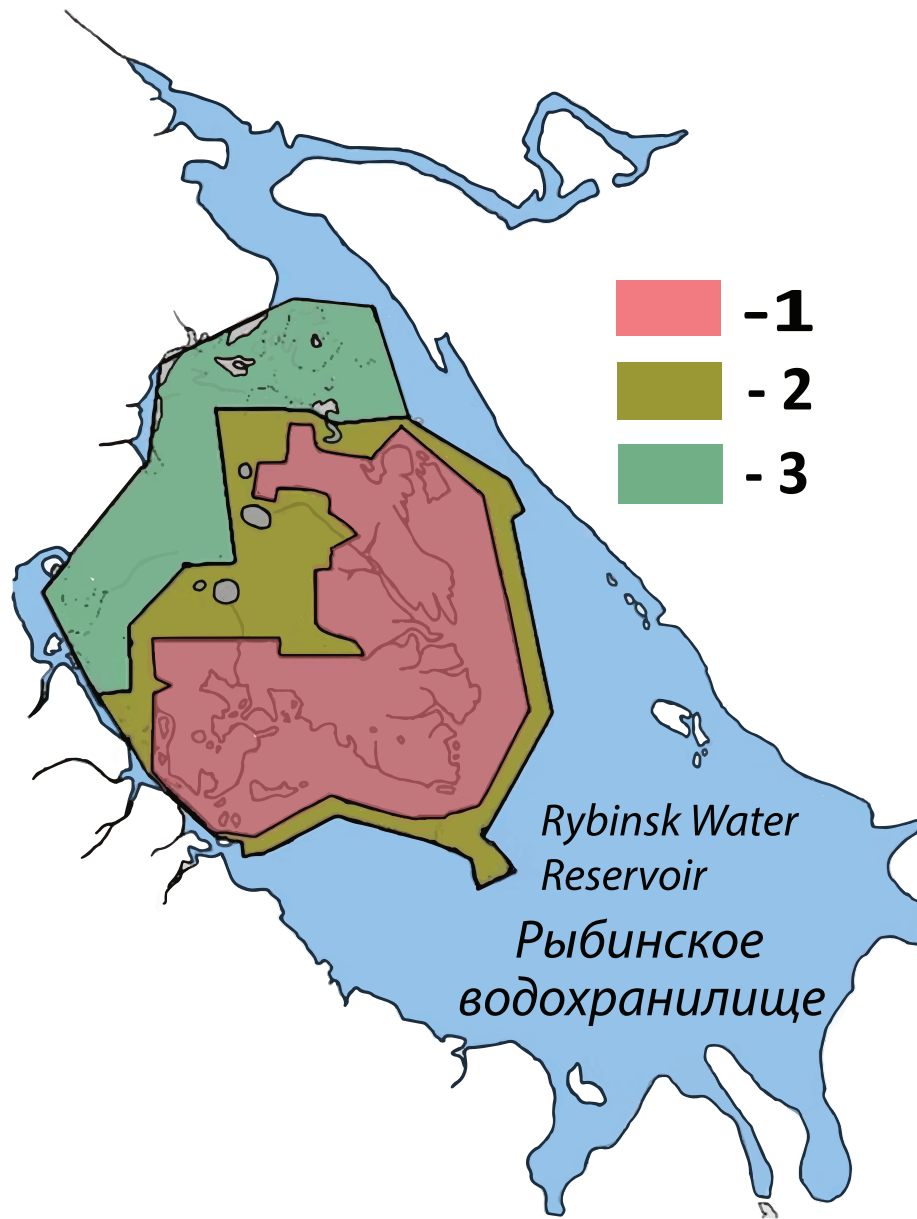 -1
- 2
- 3
Rybinsk Water
Reservoir
Рыбинское
водохранилище